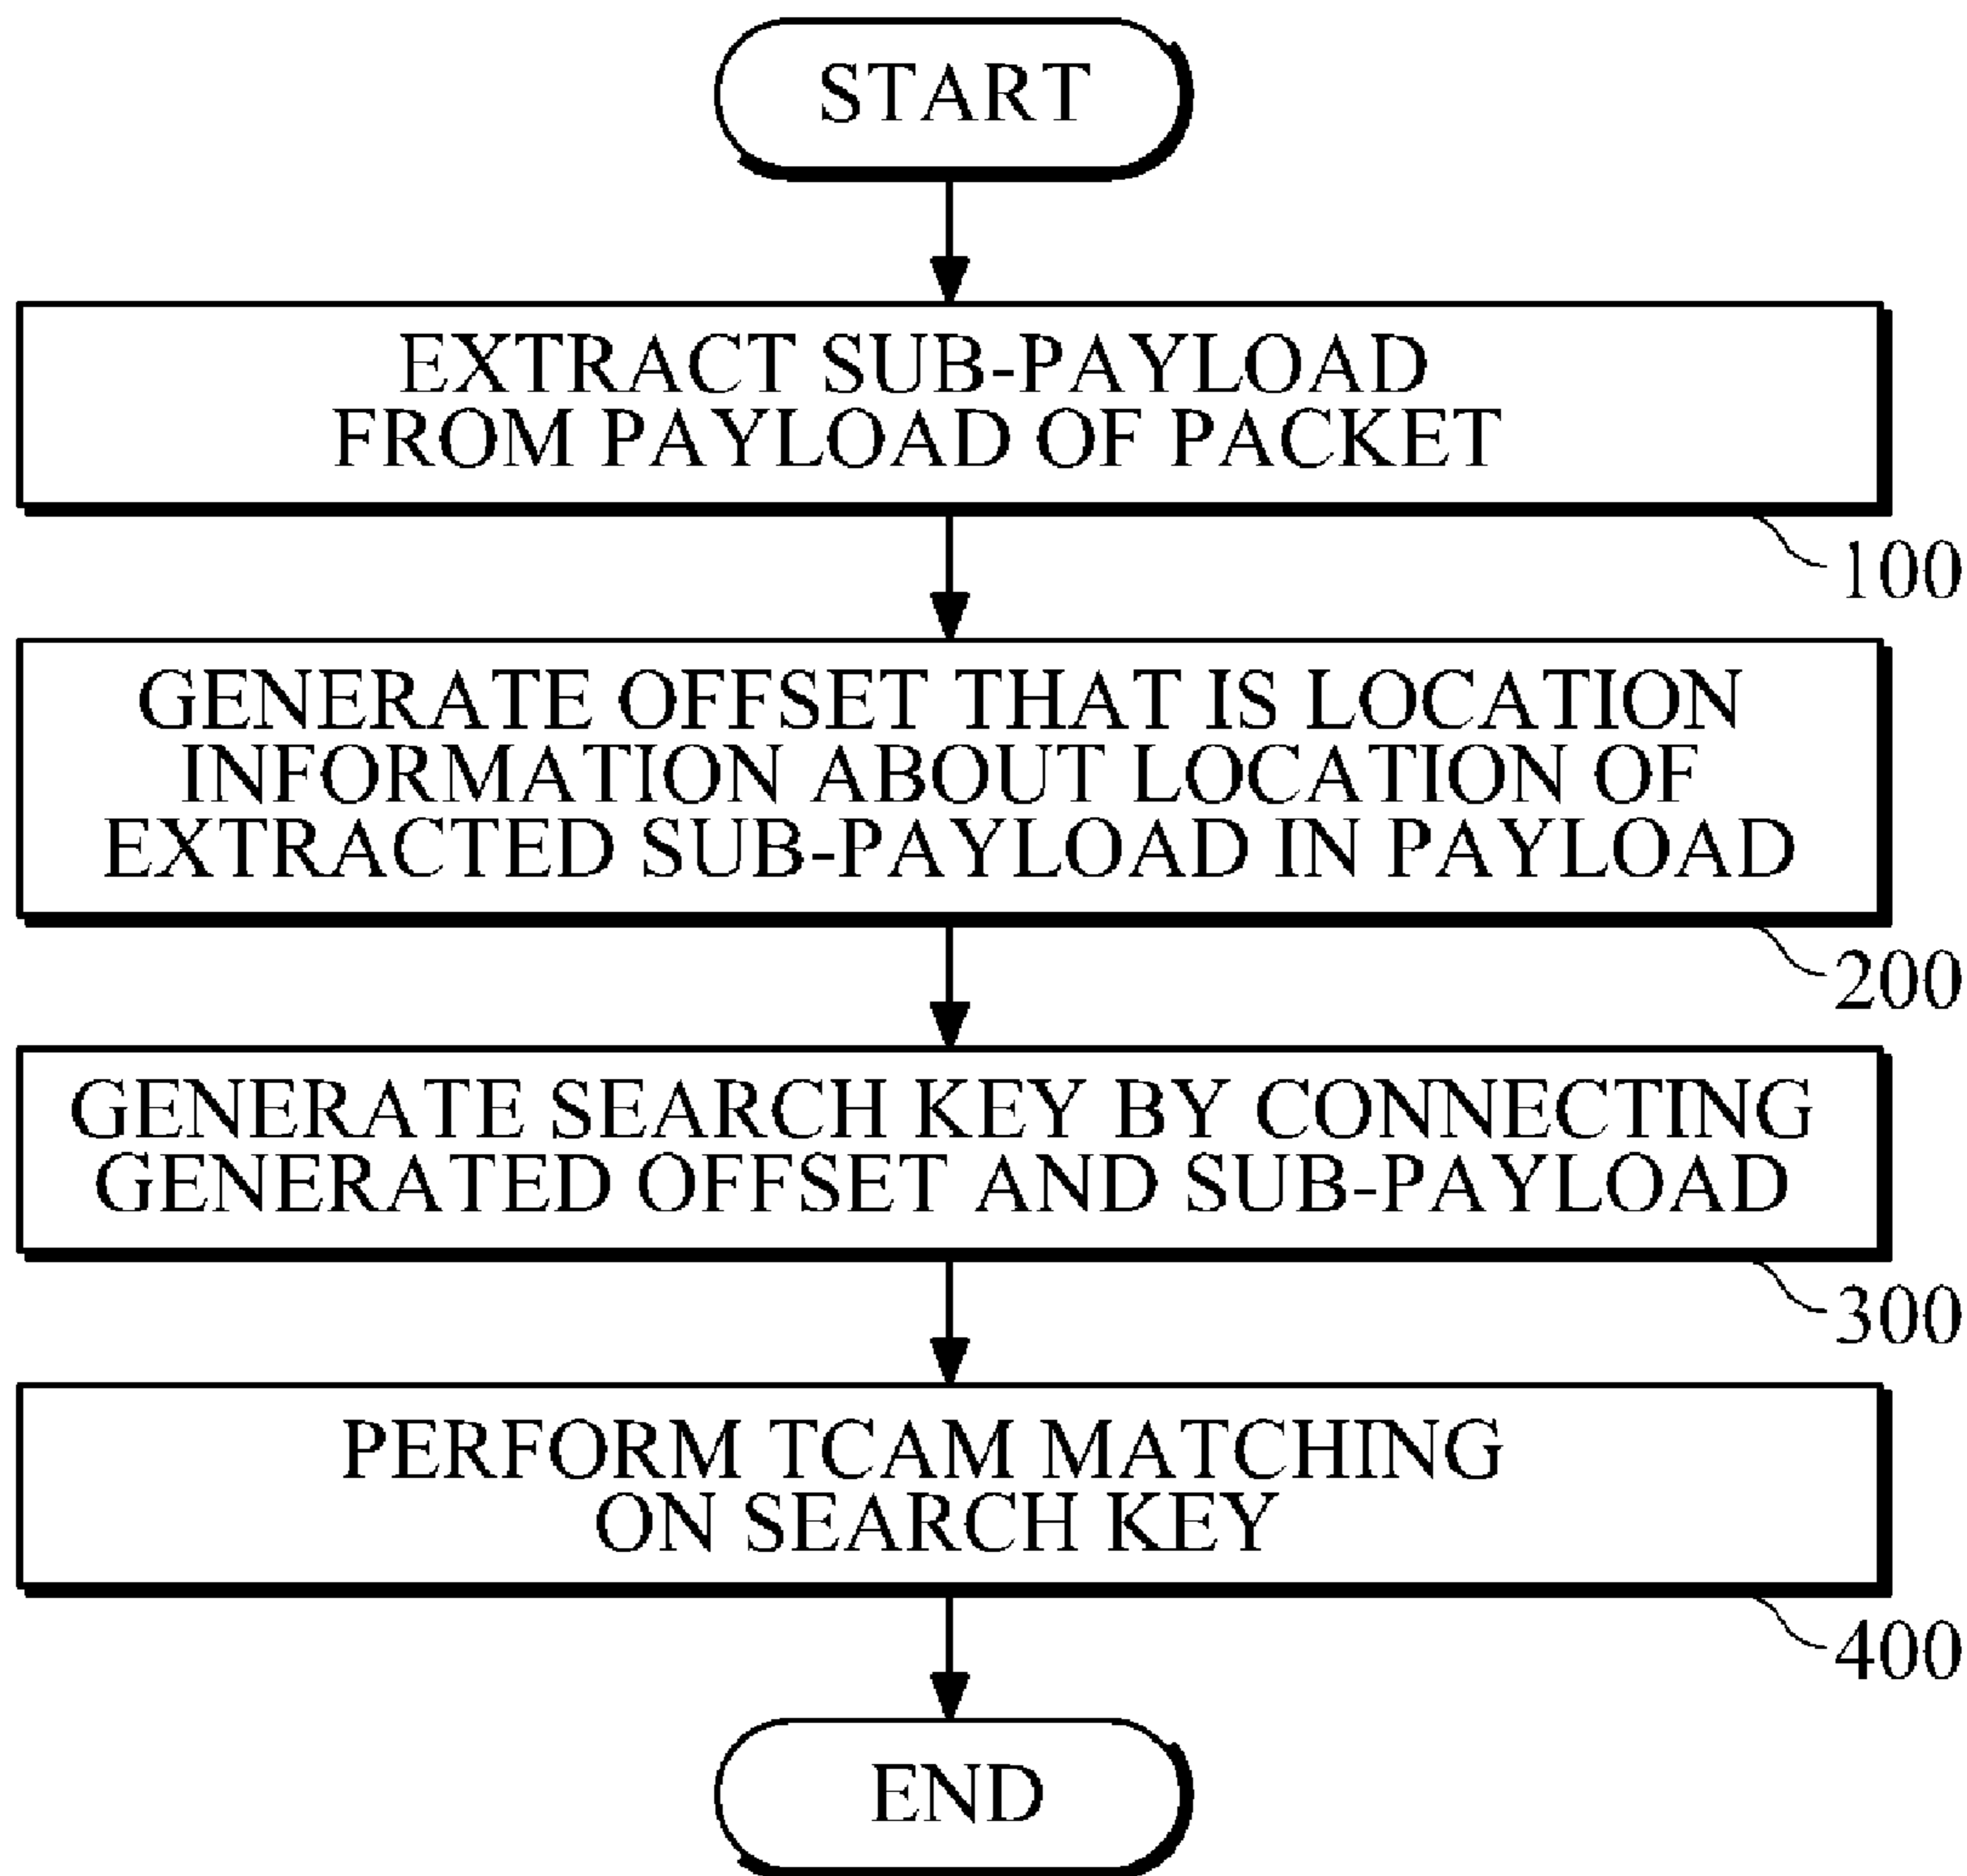 START
EXTRACT SUB-PAYLOAD
FROM PAYLOAD OF PACKET
100
GENERATE OFFSET THAT IS LOCATION
INFORMATION ABOUT LOCATION OF
EXTRACTED SUB-PAYLOAD IN PAYLOAD
200
GENERATE SEARCH KEY BY CONNECTING
GENERATED OFFSET AND SUB-PAYLOAD
300
PERFORM TCAM MATCHING
ON SEARCH KEY
400
END